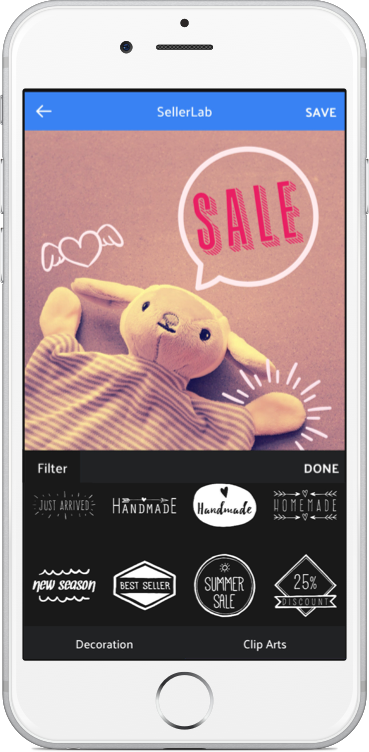 SellerLab SAVE
SALE
Filter DONE
JUST ARRIVED HANDMADE Handmade HOMEMADE
new season BEST SELLER SUMMER SALE 25% DISCOUNT
Decoration Clip Arts